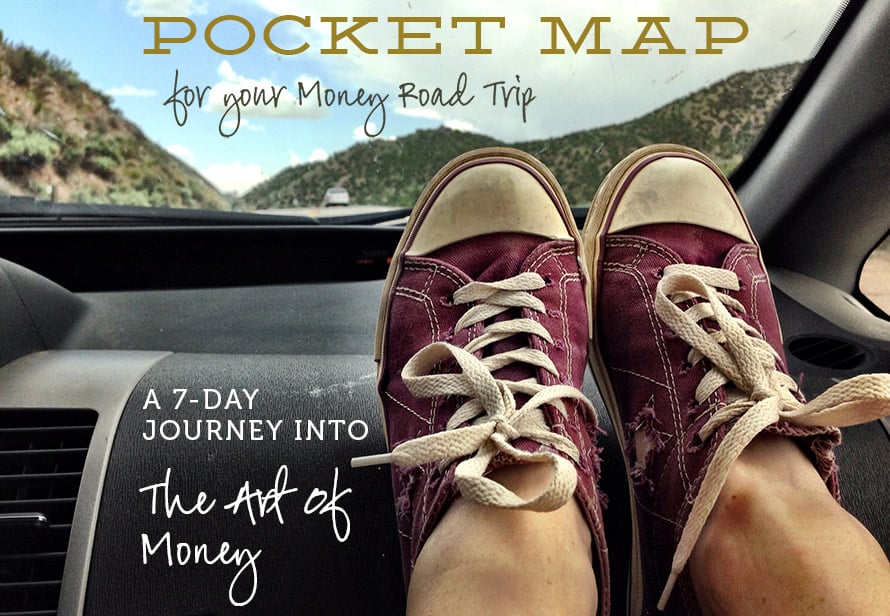 POCKET MAP
for your Money Road Trip
A 7-DAY
JOURNEY INTO
The Art of
Money